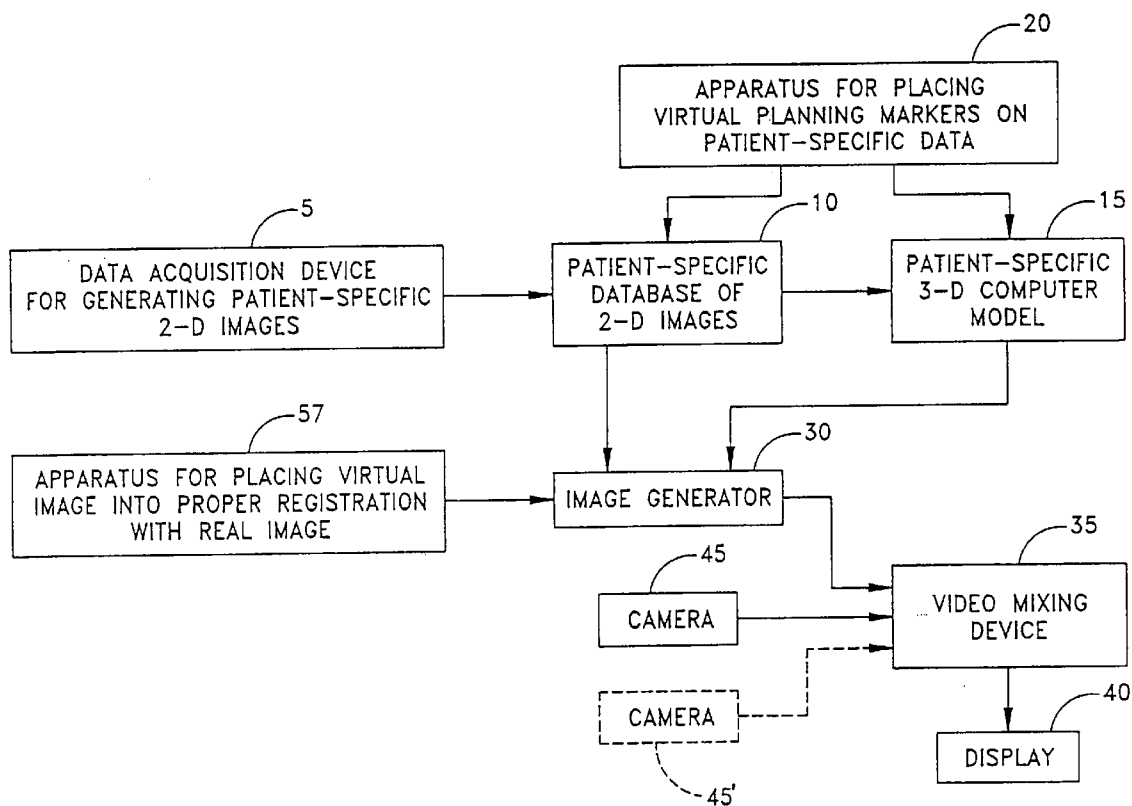 20
APPARATUS FOR PLACING
VIRTUAL PLANNING MARKERS ON
PATIENT-SPECIFIC DATA
5
DATA ACQUISITION DEVICE
FOR GENERATING PATIENT-SPECIFIC
2-D IMAGES
10
PATIENT-SPECIFIC
DATABASE OF
2-D IMAGES
15
PATIENT-SPECIFIC
3-D COMPUTER
MODEL
57
APPARATUS FOR PLACING VIRTUAL
IMAGE INTO PROPER REGISTRATION
WITH REAL IMAGE
30
IMAGE GENERATOR
45
CAMERA
35
VIDEO MIXING
DEVICE
CAMERA
45'
40
DISPLAY